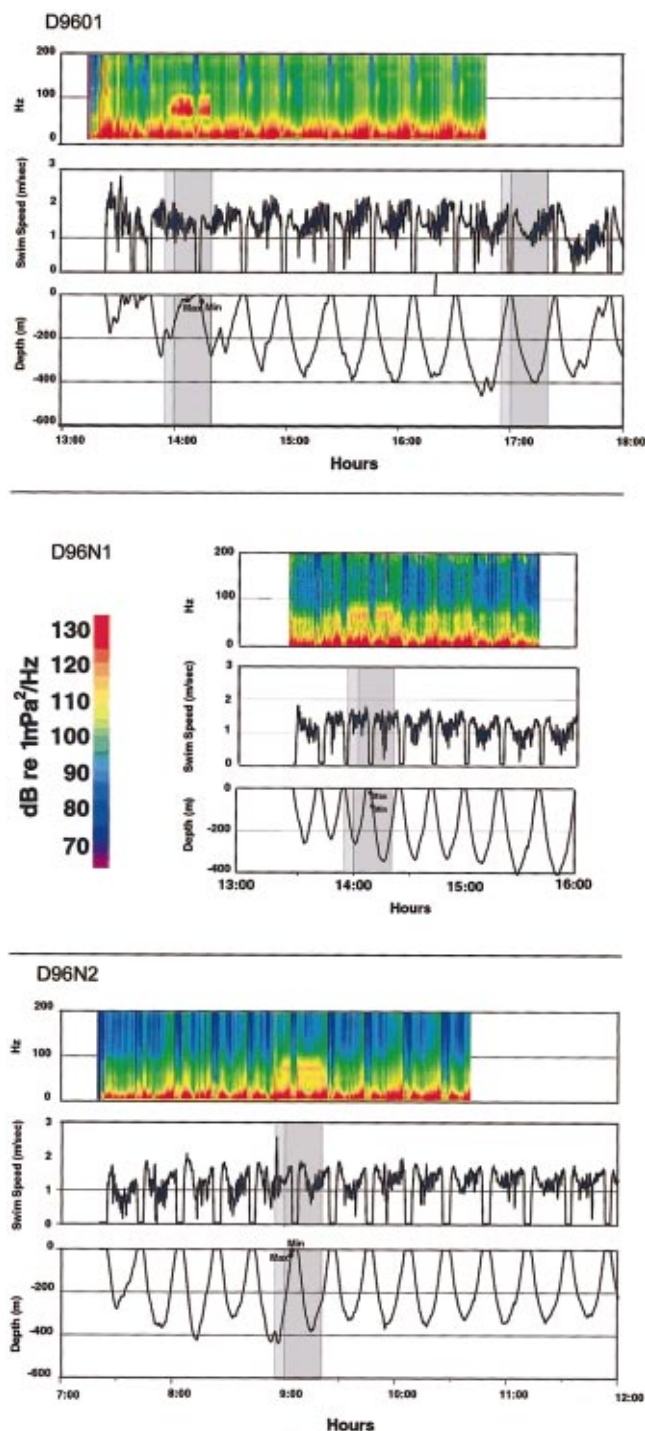 D9601
200
100
0
Hz
3
2
1
0
Swim Speed (m/sec)
0
-200
-400
-600
Depth (m)
Max
Min
13:00 14:00 15:00 16:00 17:00 18:00
Hours
D96N1
130
120
110
100
90
80
70
dB re 1mPa²/Hz
200
100
0
Hz
3
2
1
0
Swim Speed (m/sec)
0
-200
-400
Depth (m)
Max
Min
13:00 14:00 15:00 16:00
Hours
D96N2
200
100
0
Hz
3
2
1
0
Swim Speed (m/sec)
0
-200
-400
-600
Depth (m)
Min
Max
7:00 8:00 9:00 10:00 11:00 12:00
Hours